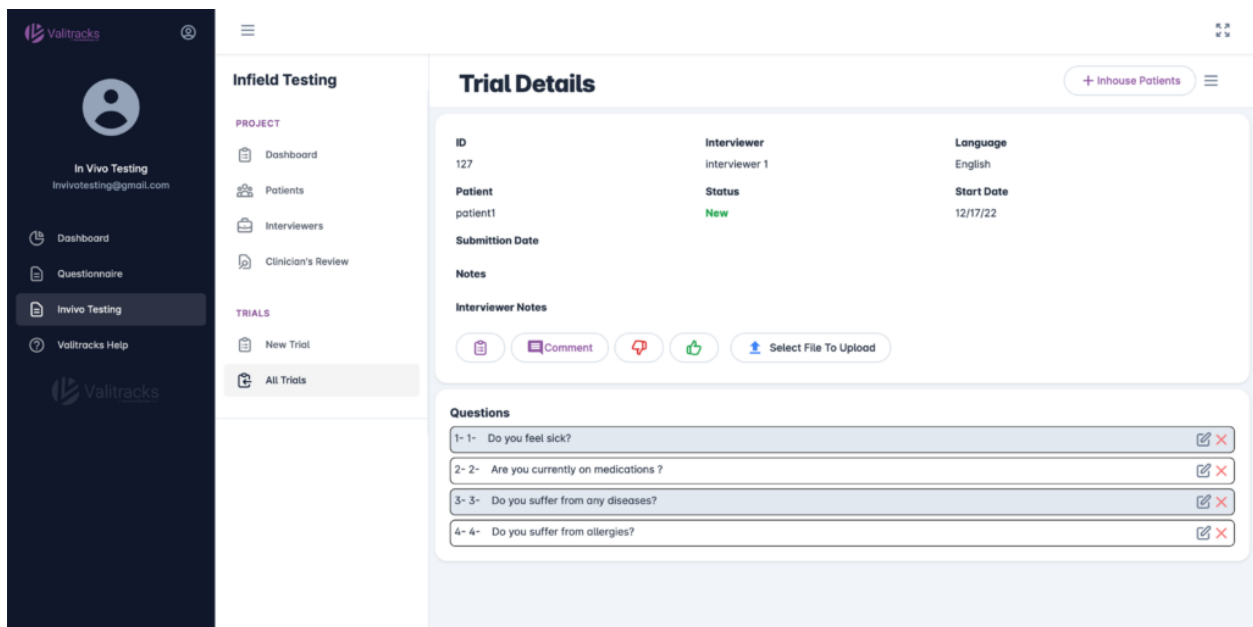 Valitracks
In Vivo Testing
Invivotesting@gmail.com
Dashboard
Questionnaire
Invivo Testing
Valitracks Help
Valitracks
Infield Testing
PROJECT
Dashboard
Patients
Interviewers
Clinician's Review
TRIALS
New Trial
All Trials
Trial Details
+ Inhouse Patients
ID
127
Interviewer
interviewer 1
Language
English
Patient
patient1
Status
New
Start Date
12/17/22
Submittion Date
Notes
Interviewer Notes
Comment
Select File To Upload
Questions
1- 1- Do you feel sick?
2- 2- Are you currently on medications ?
3- 3- Do you suffer from any diseases?
4- 4- Do you suffer from allergies?